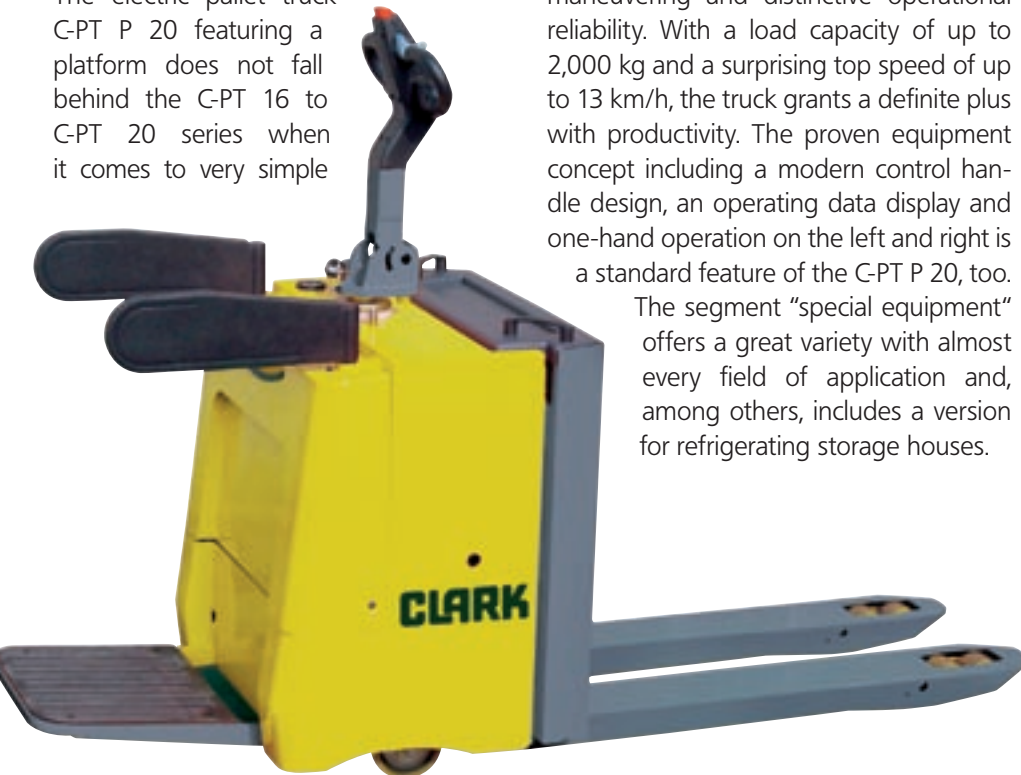 The electric pallet truck
C-PT P 20 featuring a
platform does not fall
behind the C-PT 16 to
C-PT 20 series when
it comes to very simple
maneuvering and distinctive operational
reliability. With a load capacity of up to
2,000 kg and a surprising top speed of up
to 13 km/h, the truck grants a definite plus
with productivity. The proven equipment
concept including a modern control han-
dle design, an operating data display and
one-hand operation on the left and right is
a standard feature of the C-PT P 20, too.
The segment “special equipment“
offers a great variety with almost
every field of application and,
among others, includes a version
for refrigerating storage houses.
CLARK